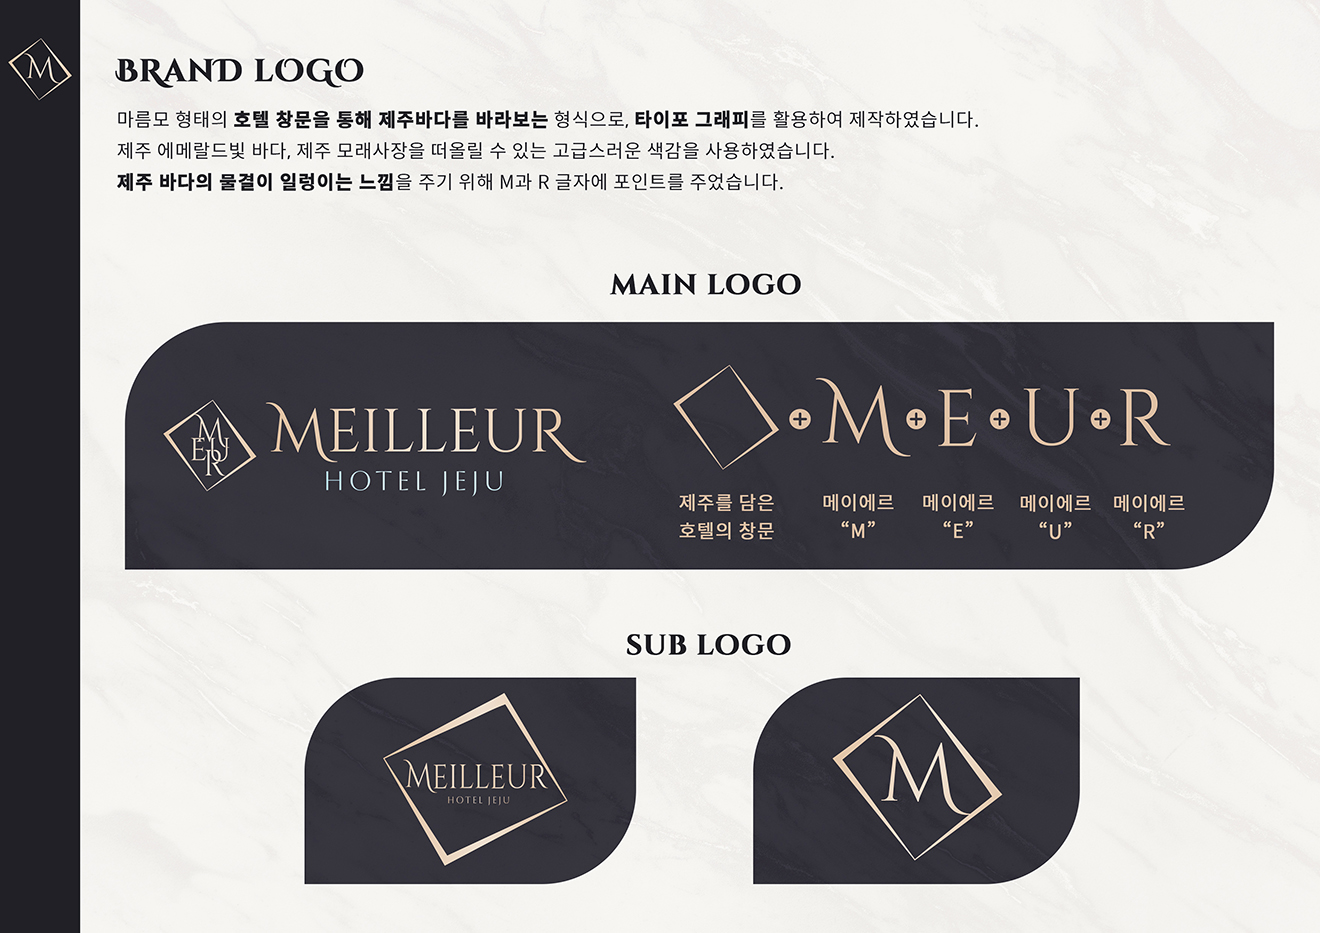 M
BRAND LOGO
마름모 형태의 호텔 창문을 통해 제주바다를 바라보는 형식으로, 타이포 그래피를 활용하여 제작하였습니다.
제주 에메랄드빛 바다, 제주 모래사장을 떠올릴 수 있는 고급스러운 색감을 사용하였습니다.
제주 바다의 물결이 일렁이는 느낌을 주기 위해 M과 R 글자에 포인트를 주었습니다.
MAIN LOGO
M
EU
R
MEILLEUR
HOTEL JEJU
+ M + E + U + R
제주를 담은 메이에르 메이에르 메이에르 메이에르
호텔의 창문 “M” “E” “U” “R”
SUB LOGO
MEILLEUR
HOTEL JEJU
M